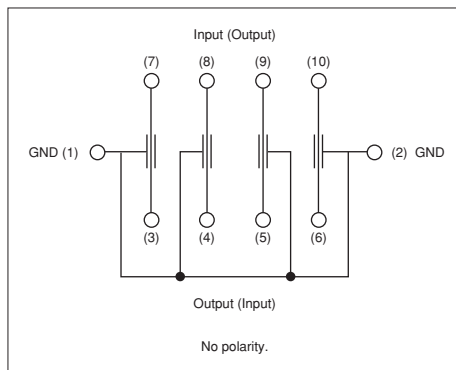 Input (Output)
(7) (8) (9) (10)
GND (1) (2) GND
(3) (4) (5) (6)
Output (Input)
No polarity.